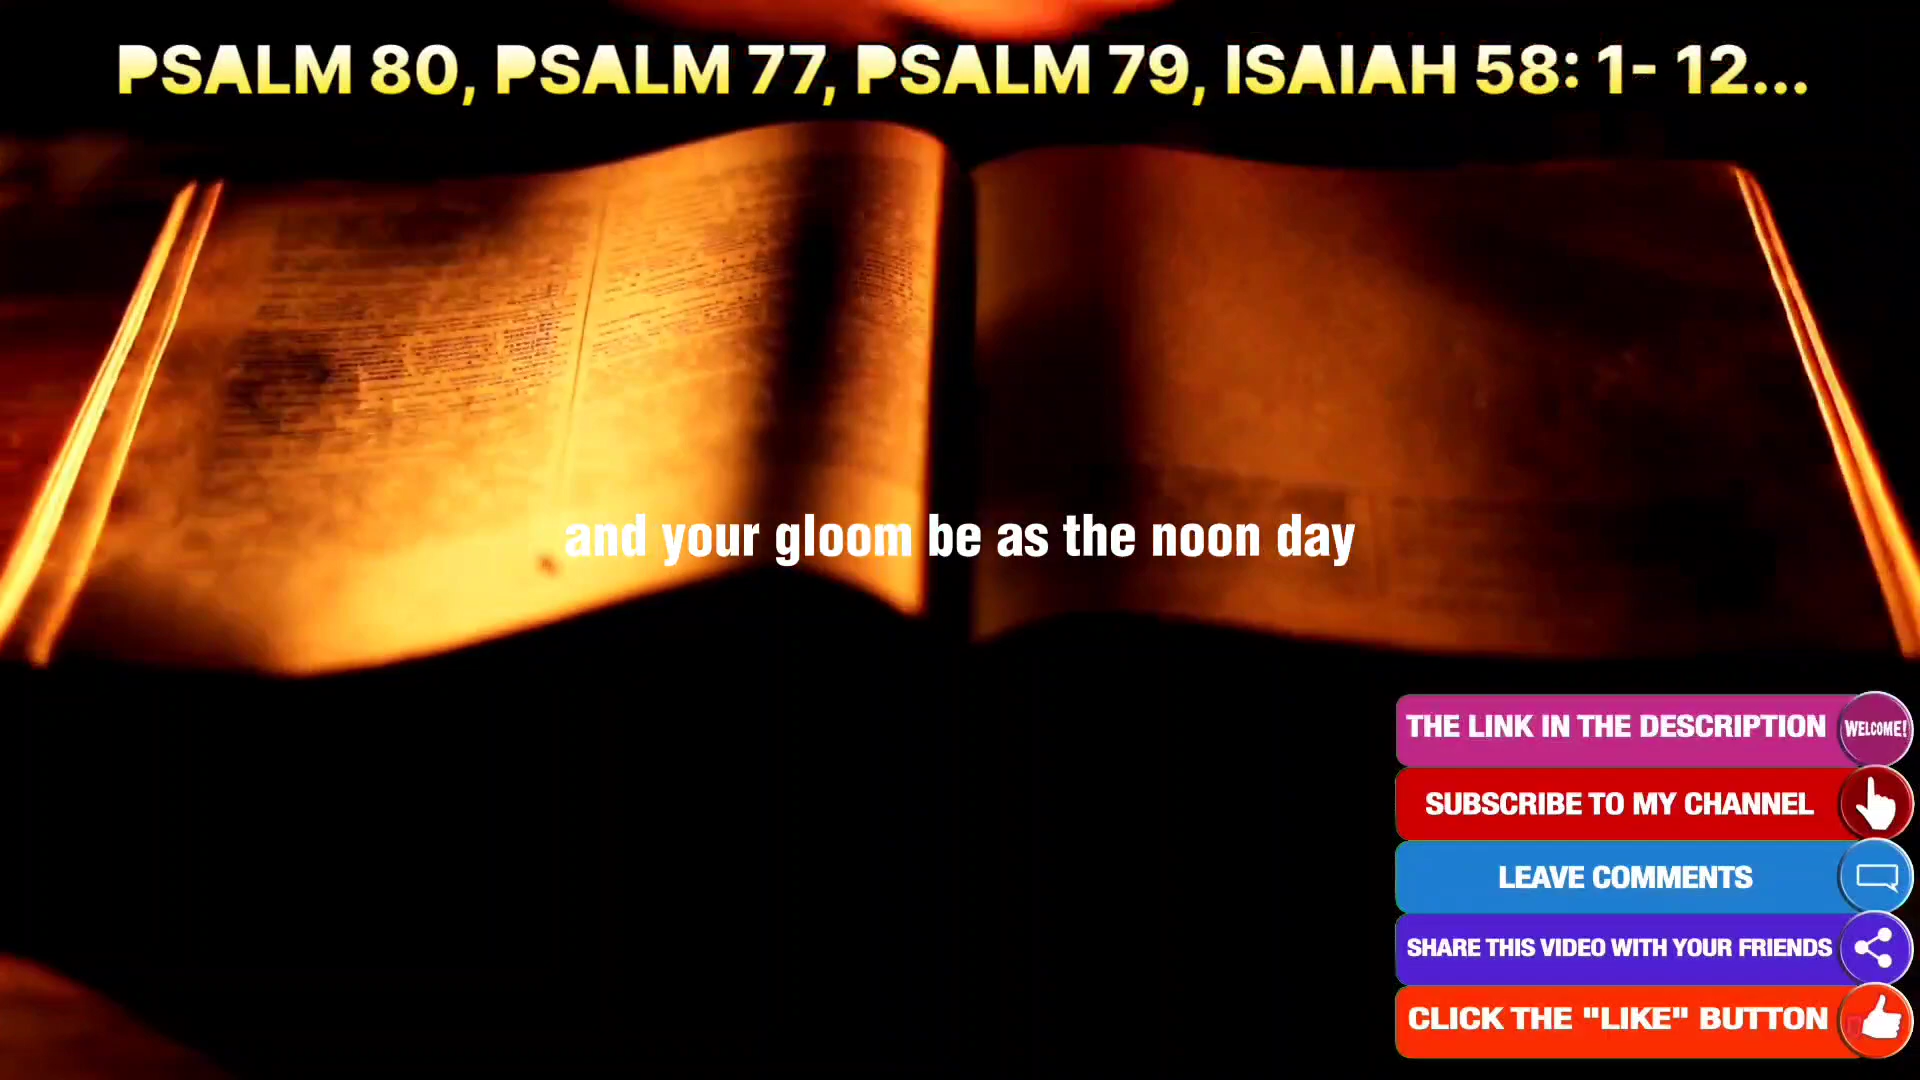 PSALM 80, PSALM 77, PSALM 79, ISAIAH 58: 1- 12...
and your gloom be as the noon day
THE LINK IN THE DESCRIPTION
WELCOME!
SUBSCRIBE TO MY CHANNEL
LEAVE COMMENTS
SHARE THIS VIDEO WITH YOUR FRIENDS
CLICK THE "LIKE" BUTTON